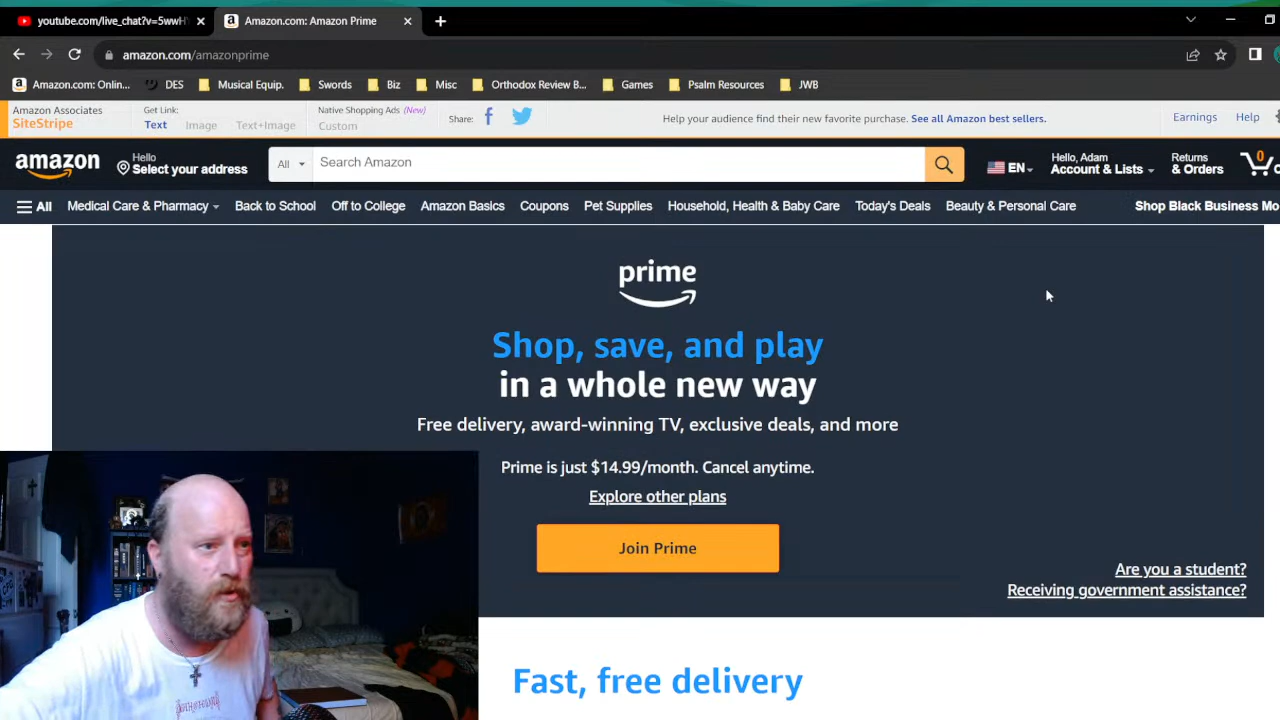 youtube.com/live_chat?v=5wwH
Amazon.com: Amazon Prime
amazon.com/amazonprime
Amazon.com: Onlin...
DES
Musical Equip.
Swords
Biz
Misc
Orthodox Review B...
Games
Psalm Resources
JWB
Amazon Associates
SiteStripe
Get Link:
Text
Image
Text+Image
Native Shopping Ads (New)
Custom
Share:
Help your audience find their new favorite purchase. See all Amazon best sellers.
Earnings
Help
amazon
Hello
Select your address
All
Search Amazon
EN
Hello, Adam
Account & Lists
Returns
& Orders
0
All
Medical Care & Pharmacy
Back to School
Off to College
Amazon Basics
Coupons
Pet Supplies
Household, Health & Baby Care
Today's Deals
Beauty & Personal Care
Shop Black Business Mo
prime
Shop, save, and play
in a whole new way
Free delivery, award-winning TV, exclusive deals, and more
Prime is just $14.99/month. Cancel anytime.
Explore other plans
Join Prime
Are you a student?
Receiving government assistance?
Fast, free delivery